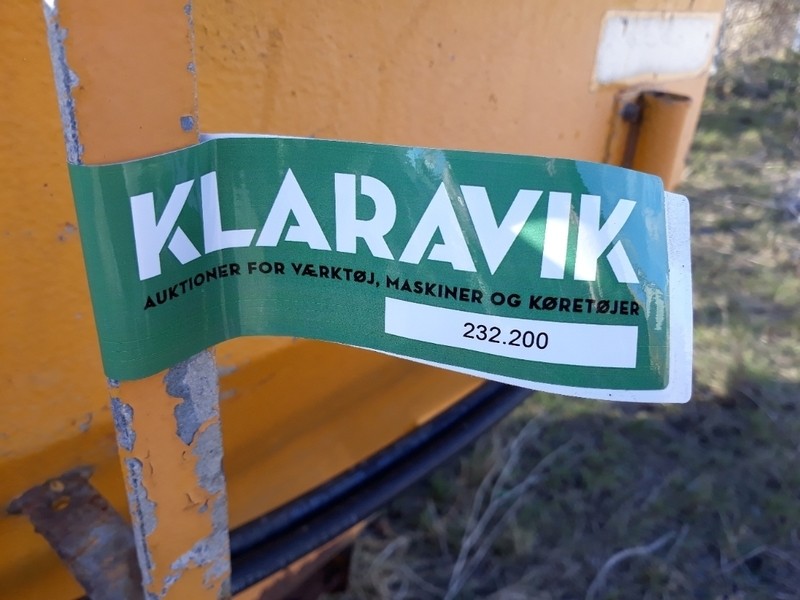 KLARAVIK
AUKTIONER FOR VÆRKTØJ, MASKINER OG KØRETØJER
232.200